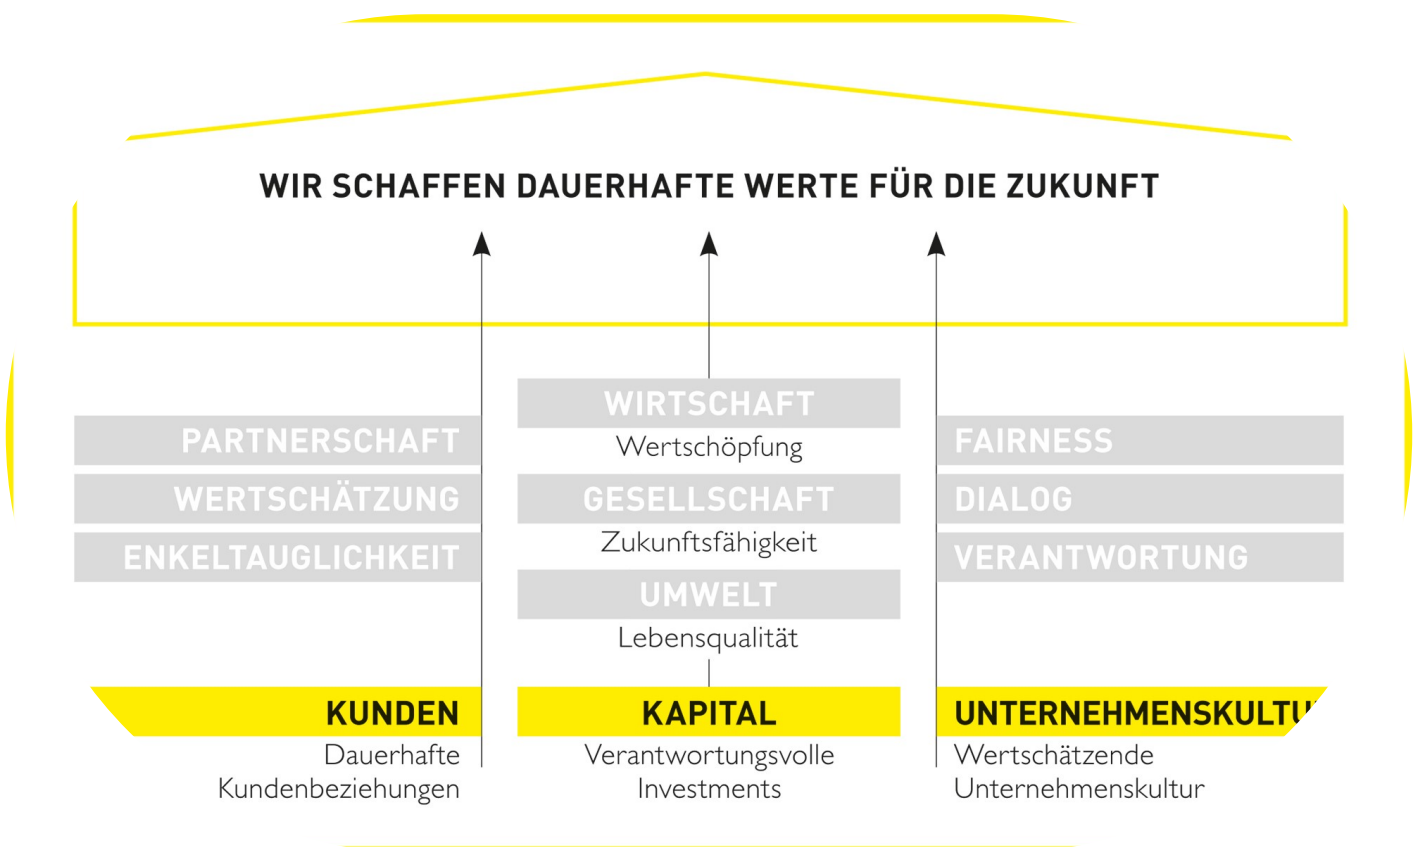 WIR SCHAFFEN DAUERHAFTE WERTE FÜR DIE ZUKUNFT
PARTNERSCHAFT
WERTSCHÄTZUNG
ENKELTAUGLICHKEIT
KUNDEN
Dauerhafte
Kundenbeziehungen
WIRTSCHAFT
Wertschöpfung
GESELLSCHAFT
Zukunftsfähigkeit
UMWELT
Lebensqualität
KAPITAL
Verantwortungsvolle
Investments
FAIRNESS
DIALOG
VERANTWORTUNG
UNTERNEHMENSKULTU
Wertschätzende
Unternehmenskultur